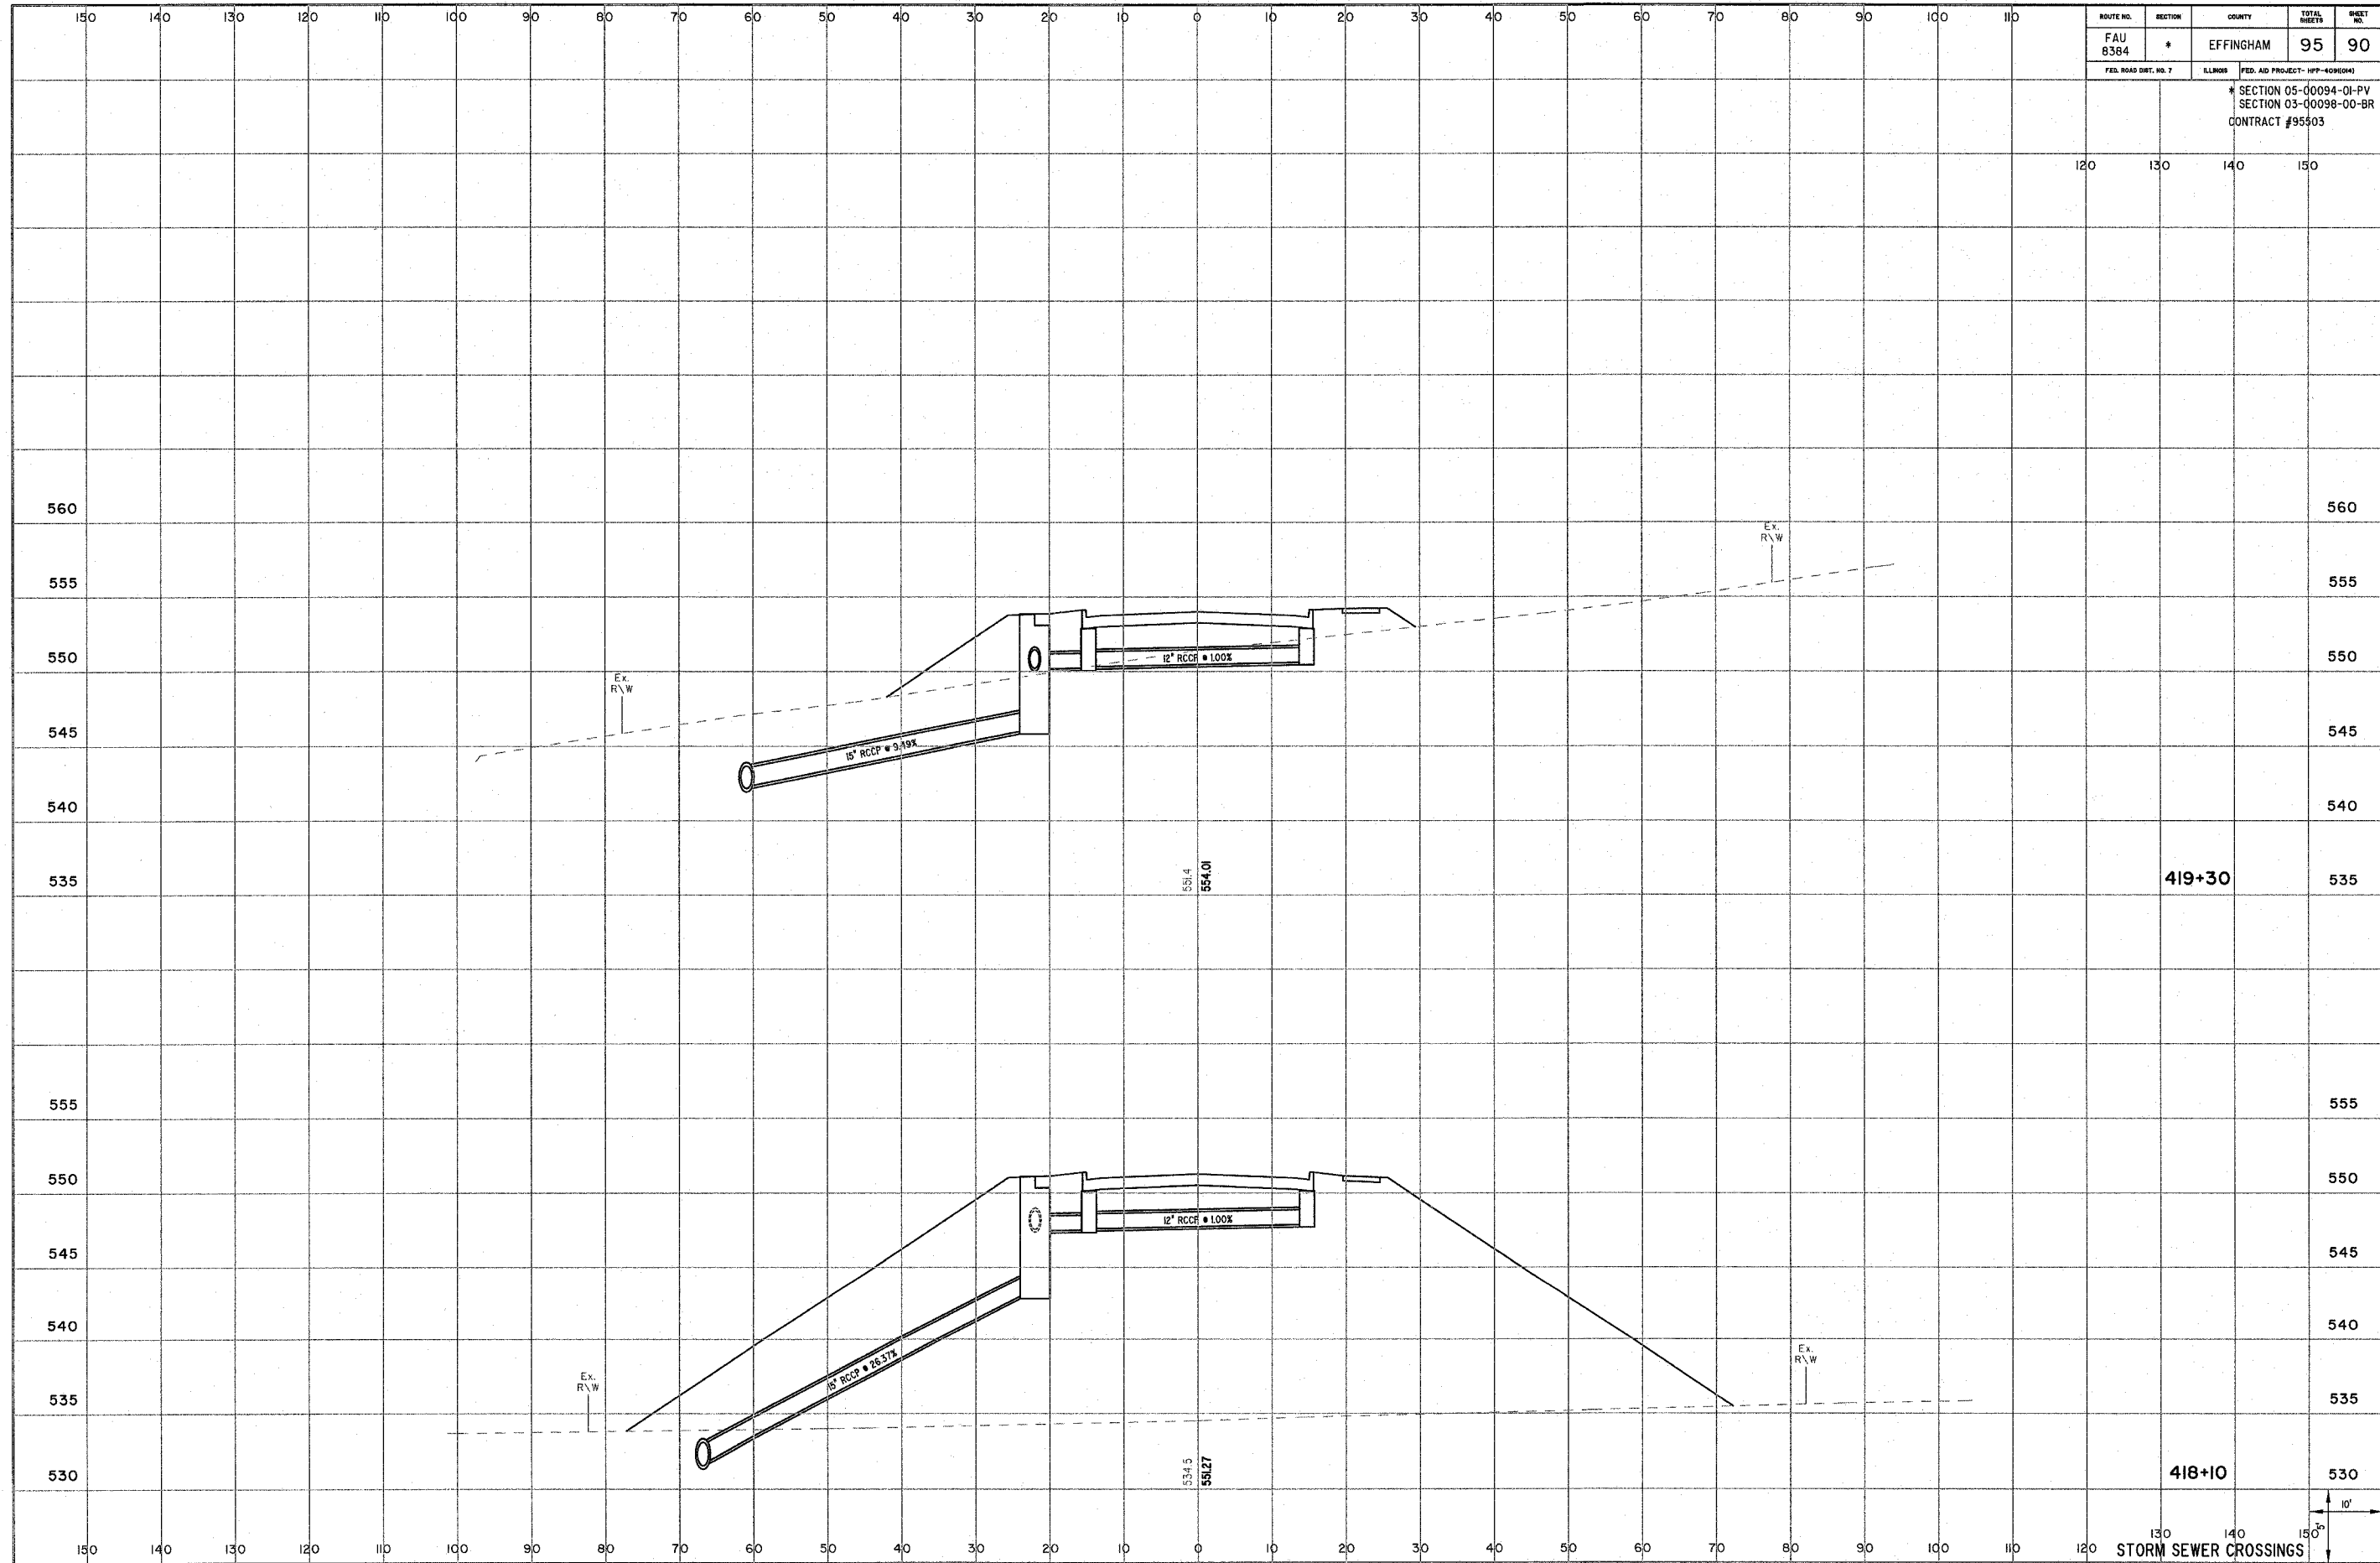 150 140 130 120 110 100 90 80 70 60 50 40 30 20 10 0 10 20 30 40 50 60 70 80 90 100 110
ROUTE NO. SECTION COUNTY TOTAL SHEETS SHEET NO.
FAU 8384 * EFFINGHAM 95 90
FED. ROAD DIST. NO. 7 ILLINOIS FED. AID PROJECT- HPP-4091(014)
* SECTION 05-00094-01-PV
SECTION 03-00098-00-BR
CONTRACT #95503
120 130 140 150
560 560
Ex.
R\W
555 555
550 12" RCCP @ 1.00% 550
Ex.
R\W
545 545
15" RCCP @ 9.19%
540 540
535 551.4 554.01 419+30 535
555 555
550 550
12" RCCP @ 1.00%
545 545
540 540
15" RCCP @ 26.37%
Ex.
R\W
Ex.
R\W
535 535
530 534.5 551.27 418+10 530
10'
5'
130 140 150
150 140 130 120 110 100 90 80 70 60 50 40 30 20 10 0 10 20 30 40 50 60 70 80 90 100 110 120 STORM SEWER CROSSINGS